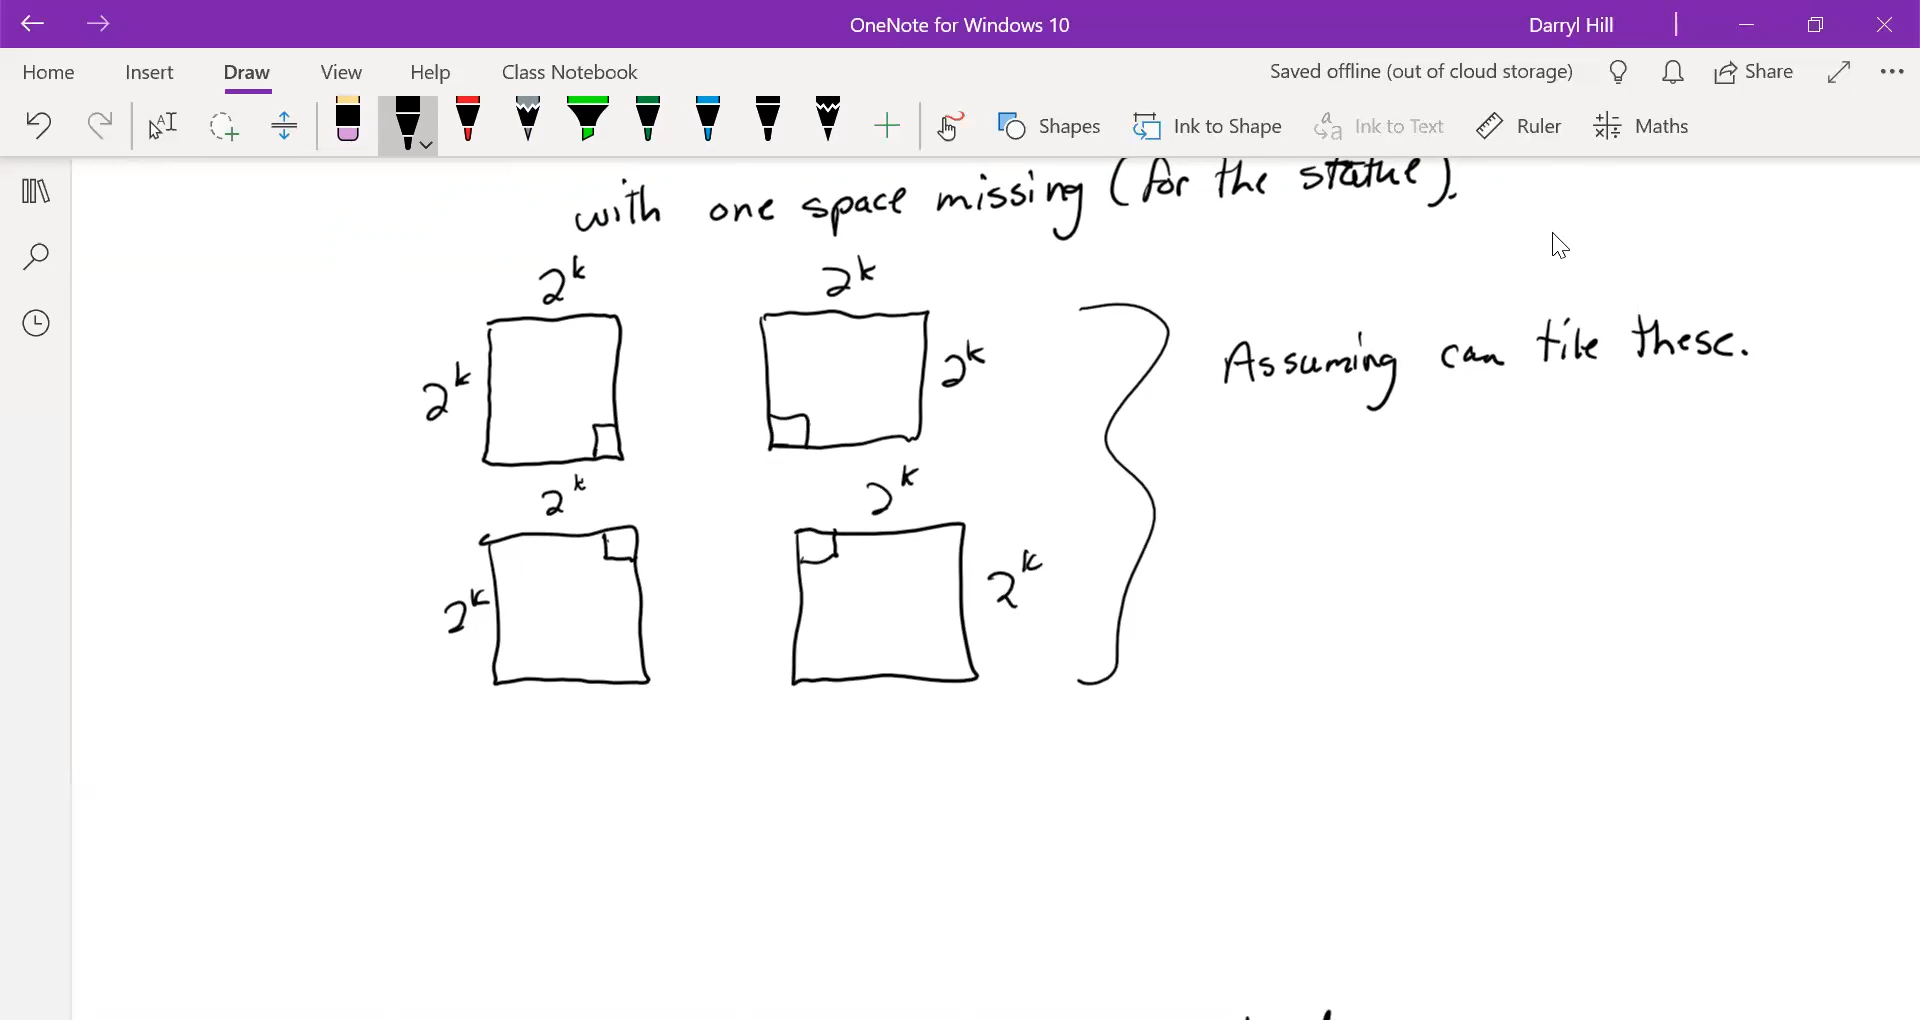 OneNote for Windows 10
Darryl Hill
Home Insert Draw View Help Class Notebook
Saved offline (out of cloud storage)
Share
Shapes
Ink to Shape
Ink to Text
Ruler
Maths
with one space missing (for the statue).
2^k 2^k
2^k 2^k
Assuming can tile these.
2^k 2^k
2^k 2^k